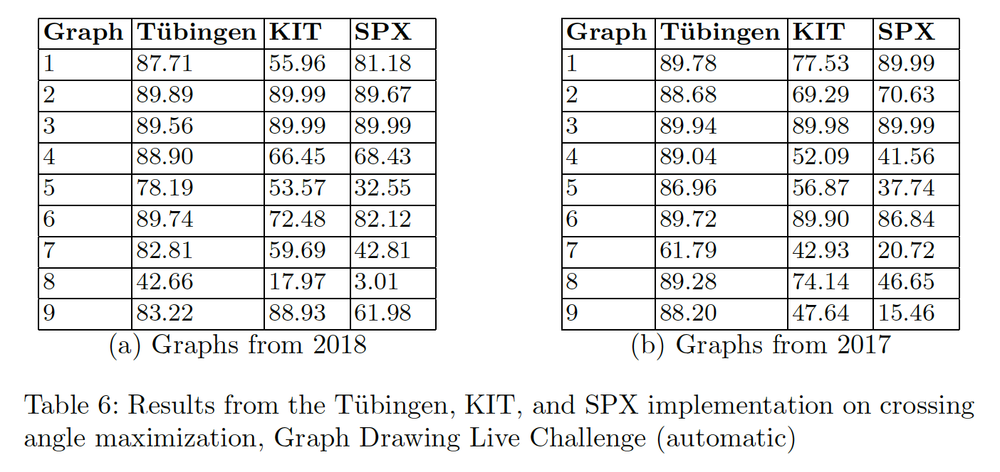 Graph Tübingen KIT SPX
1 87.71 55.96 81.18
2 89.89 89.99 89.67
3 89.56 89.99 89.99
4 88.90 66.45 68.43
5 78.19 53.57 32.55
6 89.74 72.48 82.12
7 82.81 59.69 42.81
8 42.66 17.97 3.01
9 83.22 88.93 61.98
(a) Graphs from 2018
Graph Tübingen KIT SPX
1 89.78 77.53 89.99
2 88.68 69.29 70.63
3 89.94 89.98 89.99
4 89.04 52.09 41.56
5 86.96 56.87 37.74
6 89.72 89.90 86.84
7 61.79 42.93 20.72
8 89.28 74.14 46.65
9 88.20 47.64 15.46
(b) Graphs from 2017
Table 6: Results from the Tübingen, KIT, and SPX implementation on crossing
angle maximization, Graph Drawing Live Challenge (automatic)